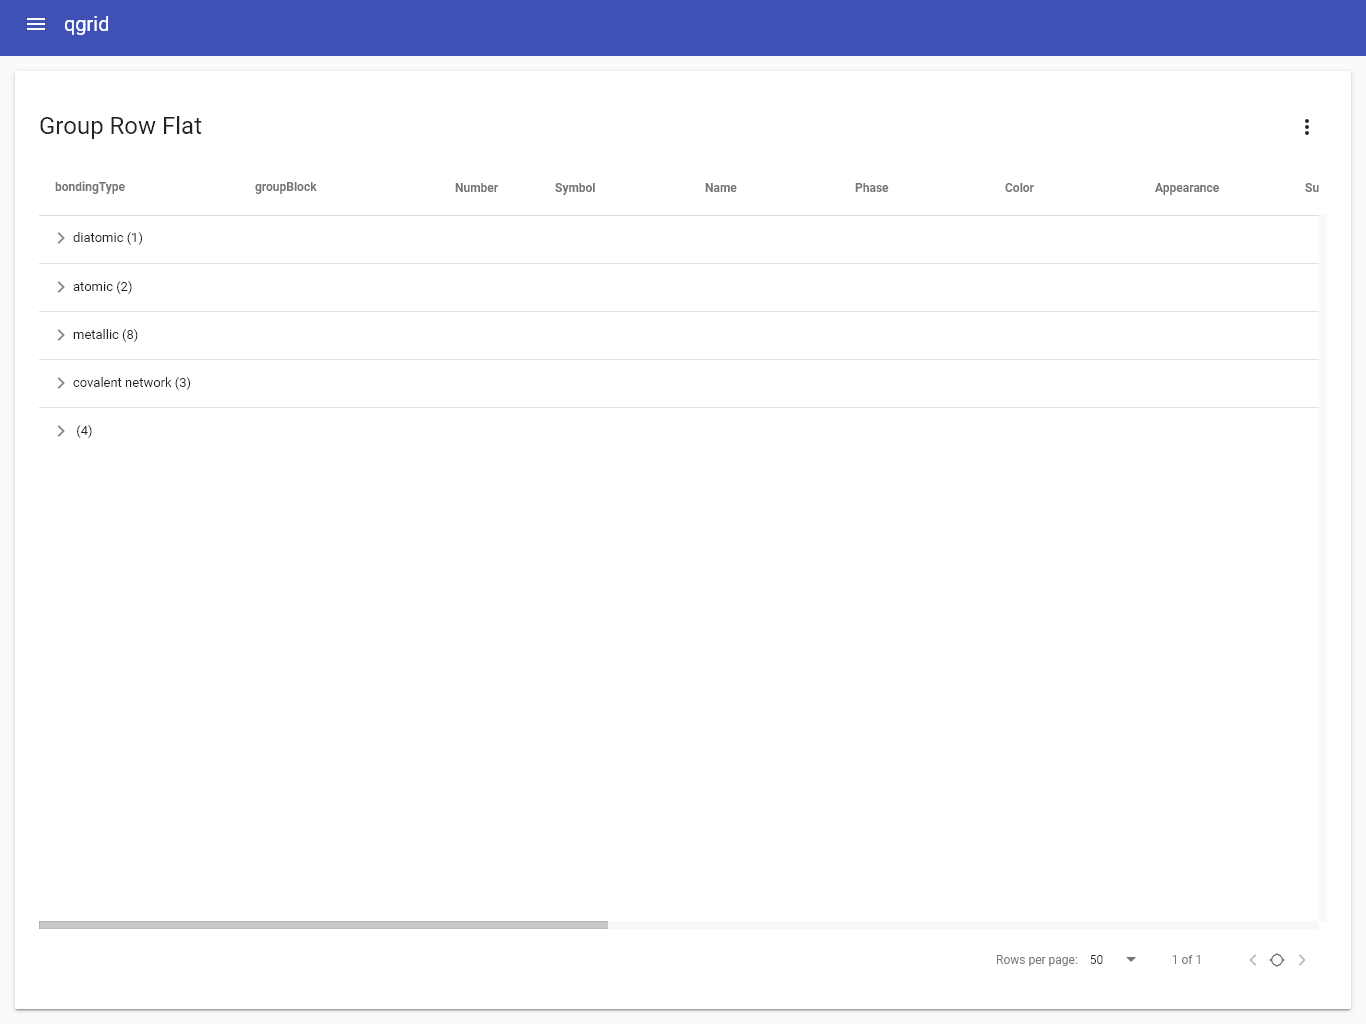 qgrid
Group Row Flat
bondingType groupBlock Number Symbol Name Phase Color Appearance Su
diatomic (1)
atomic (2)
metallic (8)
covalent network (3)
(4)
Rows per page: 50 1 of 1